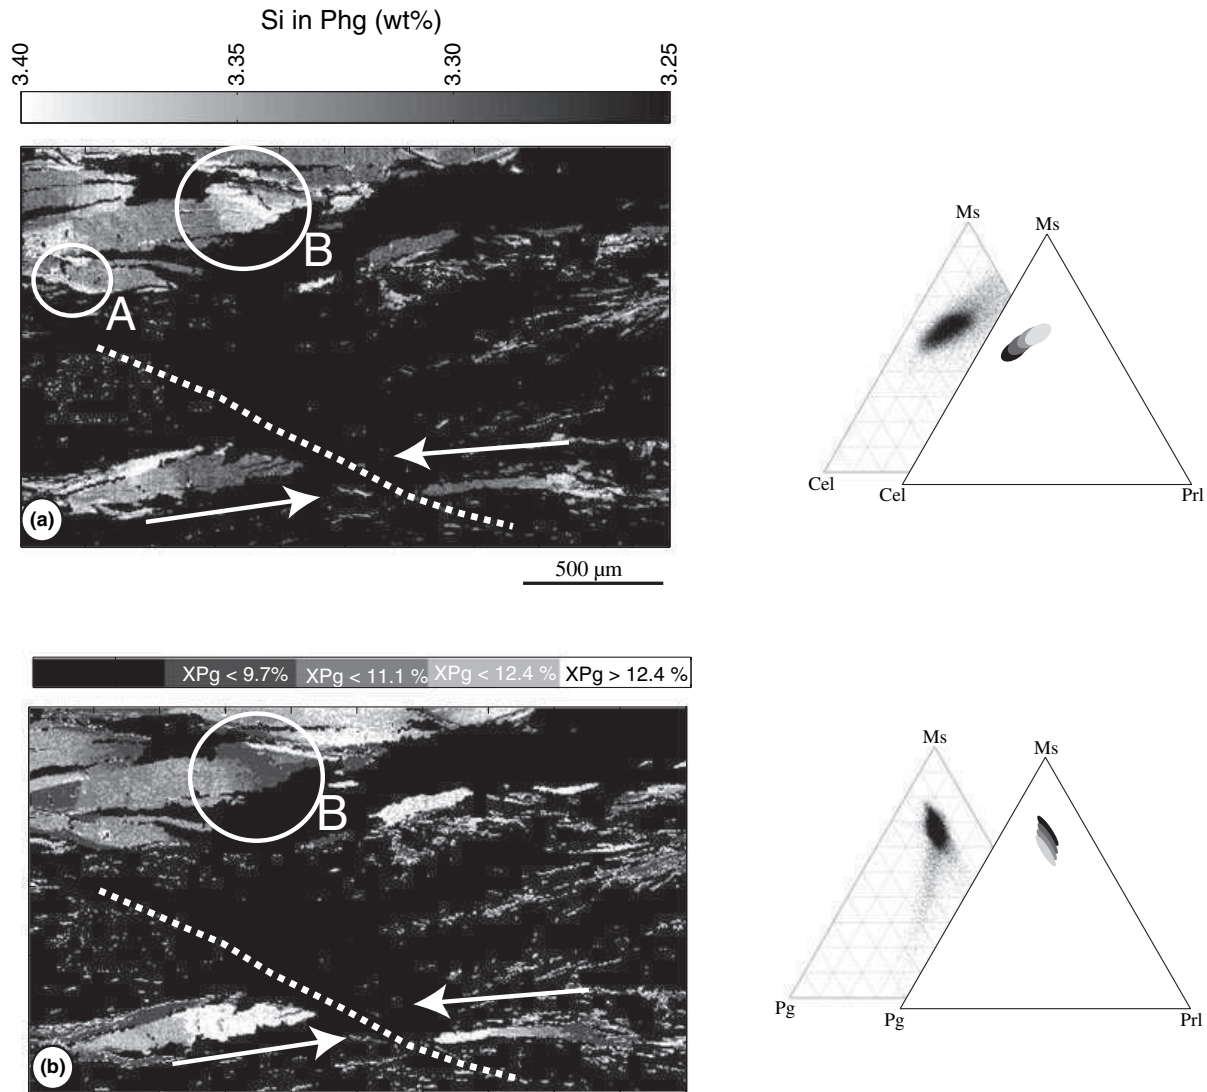 Si in Phg (wt%)
3.40 3.35 3.30 3.25
B
A
(a)
500 µm
Ms
Ms
Cel
Cel
Prl
XPg < 9.7% XPg < 11.1 % XPg < 12.4 % XPg > 12.4 %
B
(b)
Ms
Ms
Pg
Pg
Prl